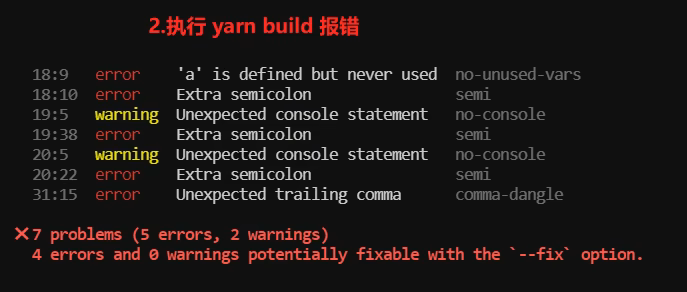 2.执行 yarn build 报错
18:9 error 'a' is defined but never used no-unused-vars
18:10 error Extra semicolon semi
19:5 warning Unexpected console statement no-console
19:38 error Extra semicolon semi
20:5 warning Unexpected console statement no-console
20:22 error Extra semicolon semi
31:15 error Unexpected trailing comma comma-dangle
✕7 problems (5 errors, 2 warnings)
4 errors and 0 warnings potentially fixable with the `--fix` option.